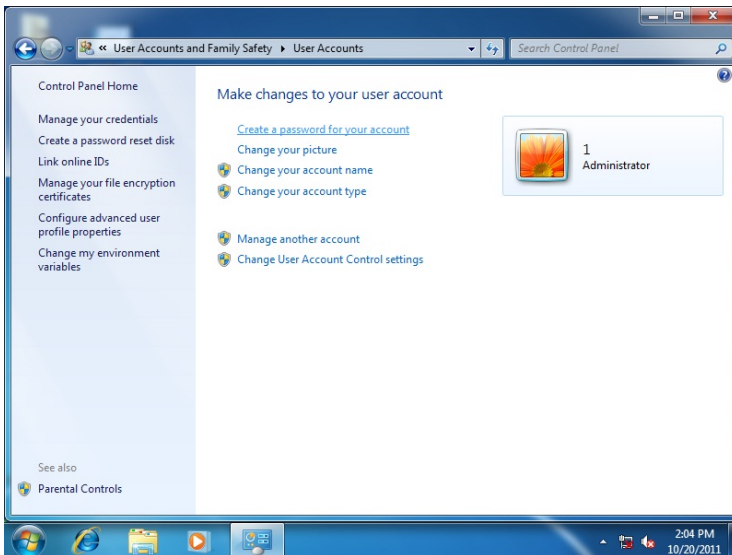 « User Accounts and Family Safety ▸ User Accounts
Search Control Panel
Control Panel Home
Manage your credentials
Create a password reset disk
Link online IDs
Manage your file encryption
certificates
Configure advanced user
profile properties
Change my environment
variables
See also
Parental Controls
Make changes to your user account
Create a password for your account
Change your picture
Change your account name
Change your account type
Manage another account
Change User Account Control settings
1
Administrator
2:04 PM
10/20/2011